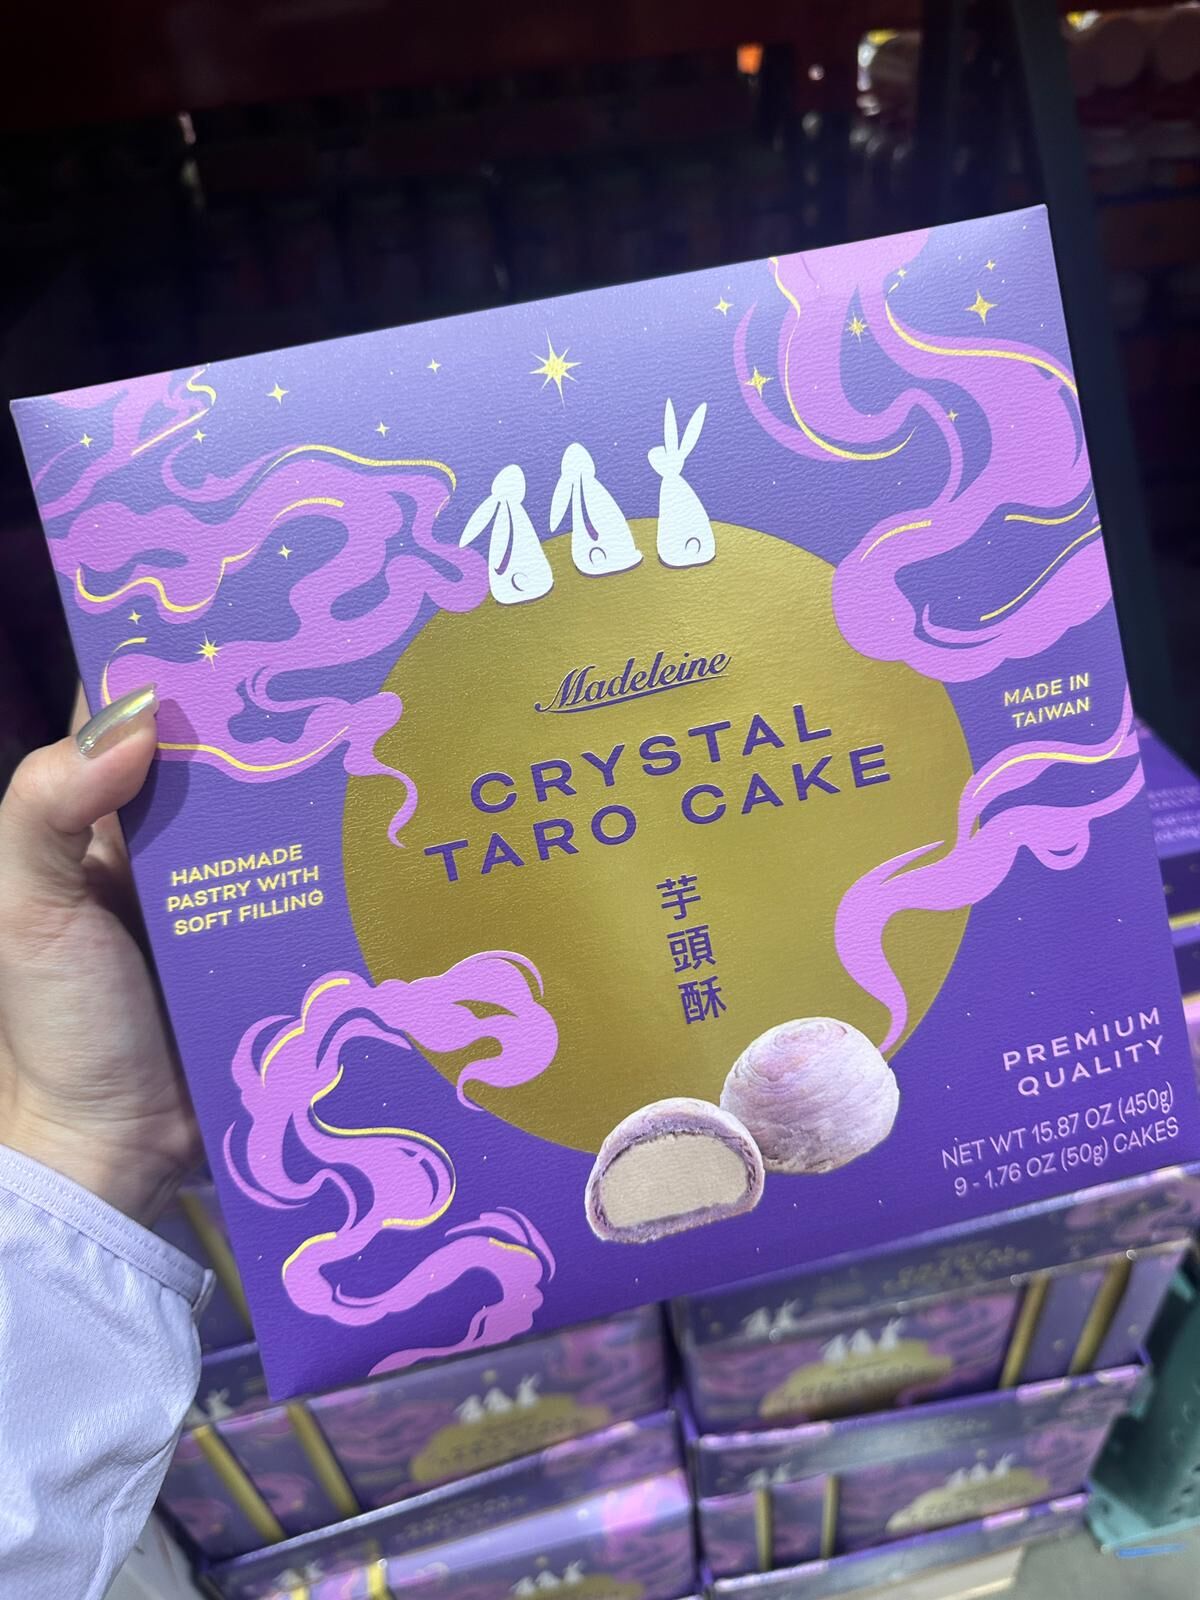 Madeleine
CRYSTAL
TARO CAKE
芋
頭
酥
MADE IN
TAIWAN
HANDMADE
PASTRY WITH
SOFT FILLING
PREMIUM
QUALITY
NET WT 15.87 OZ (450g)
9 - 1.76 OZ (50g) CAKES